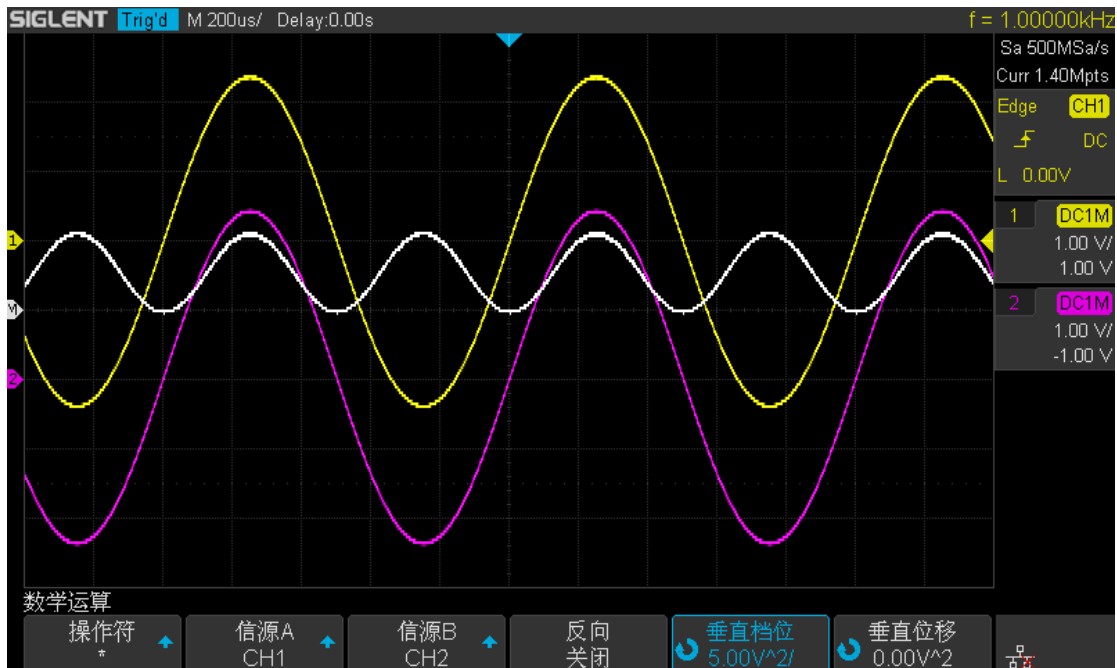 SIGLENT Trig'd M 200us/ Delay:0.00s f = 1.00000kHz
Sa 500MSa/s
Curr 1.40Mpts
Edge CH1
DC
L 0.00V
1 DC1M
1.00 V/
1.00 V
2 DC1M
1.00 V/
-1.00 V
1
M
2
数学运算
操作符 信源A 信源B 反向 垂直档位 垂直位移
* CH1 CH2 关闭 5.00V^2/ 0.00V^2